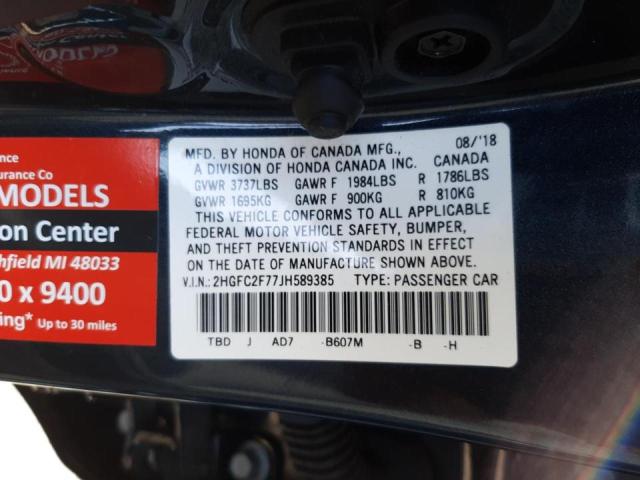 nance
surance Co
MODELS
on Center
hfield MI 48033
0 x 9400
ing* Up to 30 miles
MFD. BY HONDA OF CANADA MFG., 08/'18
A DIVISION OF HONDA CANADA INC. CANADA
GVWR 3737LBS GAWR F 1984LBS R 1786LBS
GVWR 1695KG GAWR F 900KG R 810KG
THIS VEHICLE CONFORMS TO ALL APPLICABLE
FEDERAL MOTOR VEHICLE SAFETY, BUMPER,
AND THEFT PREVENTION STANDARDS IN EFFECT
ON THE DATE OF MANUFACTURE SHOWN ABOVE.
V.I.N.: 2HGFC2F77JH589385 TYPE: PASSENGER CAR
TBD J AD7 -B607M -B -H